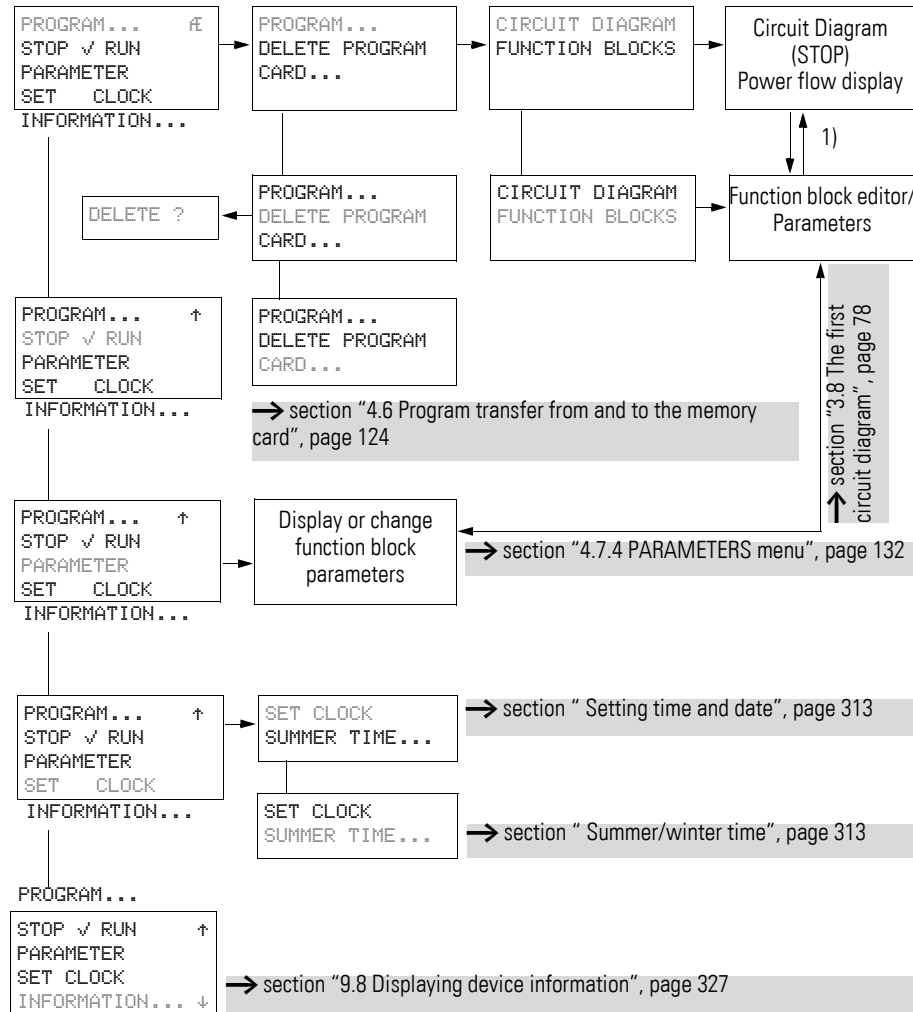 PROGRAM... Æ
STOP √ RUN
PARAMETER
SET CLOCK
INFORMATION...
PROGRAM...
DELETE PROGRAM
CARD...
CIRCUIT DIAGRAM
FUNCTION BLOCKS
Circuit Diagram
(STOP)
Power flow display
1)
DELETE ?
PROGRAM...
DELETE PROGRAM
CARD...
CIRCUIT DIAGRAM
FUNCTION BLOCKS
Function block editor/
Parameters
PROGRAM... ↑
STOP √ RUN
PARAMETER
SET CLOCK
INFORMATION...
PROGRAM...
DELETE PROGRAM
CARD...
→ section “4.6 Program transfer from and to the memory
card”, page 124
→ section “3.8 The first
circuit diagram”, page 78
PROGRAM... ↑
STOP √ RUN
PARAMETER
SET CLOCK
INFORMATION...
Display or change
function block
parameters
→ section “4.7.4 PARAMETERS menu”, page 132
PROGRAM... ↑
STOP √ RUN
PARAMETER
SET CLOCK
INFORMATION...
SET CLOCK
SUMMER TIME...
→ section “ Setting time and date”, page 313
SET CLOCK
SUMMER TIME...
→ section “ Summer/winter time”, page 313
PROGRAM...
STOP √ RUN ↑
PARAMETER
SET CLOCK
INFORMATION... ↓
→ section “9.8 Displaying device information”, page 327